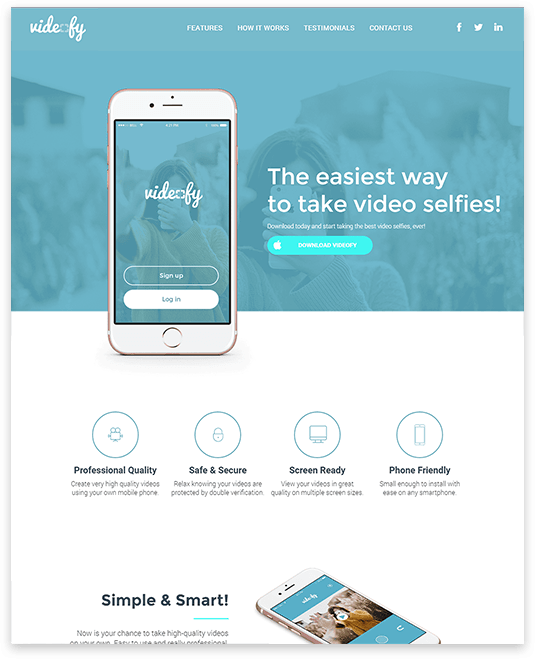 videofy
FEATURES HOW IT WORKS TESTIMONIALS CONTACT US
videofy
Sign up
Log in
The easiest way
to take video selfies!
Download today and start taking the best video selfies, ever!
DOWNLOAD VIDEOFY
Professional Quality
Create very high quality videos
using your own mobile phone.
Safe & Secure
Relax knowing your videos are
protected by double verification.
Screen Ready
View your videos in great
quality on multiple screen sizes.
Phone Friendly
Small enough to install with
ease on any smartphone.
Simple & Smart!
Now is your chance to take high-quality videos
on your own. Easy to use and really professional,
videofy